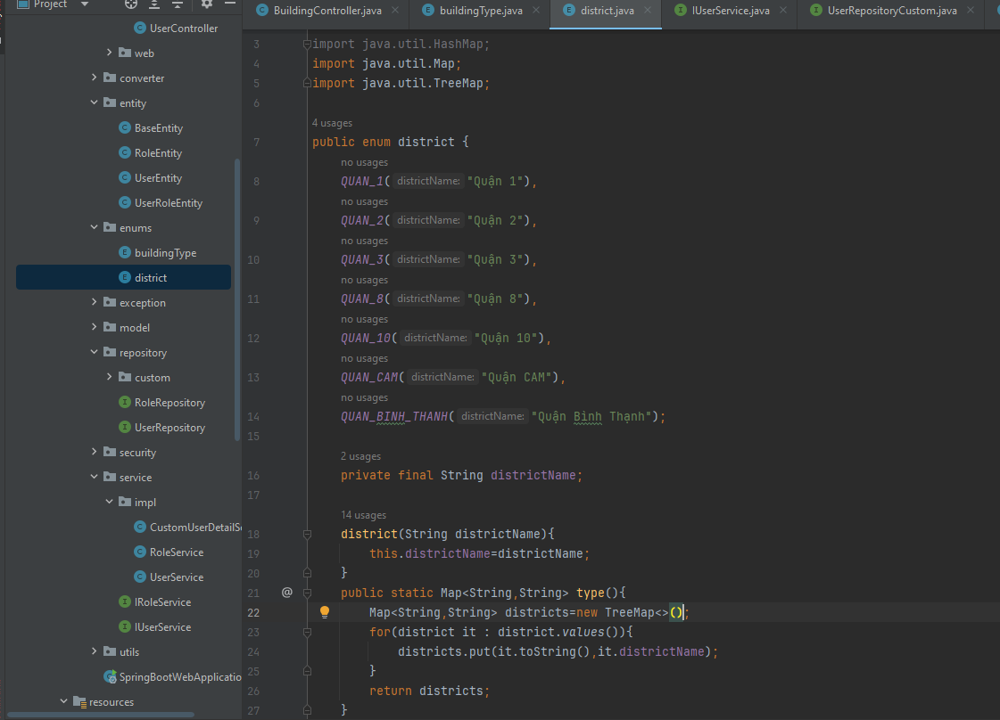 Project
UserController
web
converter
entity
BaseEntity
RoleEntity
UserEntity
UserRoleEntity
enums
buildingType
district
exception
model
repository
custom
RoleRepository
UserRepository
security
service
impl
CustomUserDetailSe
RoleService
UserService
IRoleService
IUserService
utils
SpringBootWebApplicatio
resources
BuildingController.java
buildingType.java
district.java
IUserService.java
UserRepositoryCustom.java
3 import java.util.HashMap;
4 import java.util.Map;
5 import java.util.TreeMap;
6
4 usages
7 public enum district {
no usages
8 QUAN_1( districtName: "Quận 1"),
no usages
9 QUAN_2( districtName: "Quận 2"),
no usages
10 QUAN_3( districtName: "Quận 3"),
no usages
11 QUAN_8( districtName: "Quận 8"),
no usages
12 QUAN_10( districtName: "Quận 10"),
no usages
13 QUAN_CAM( districtName: "Quận CAM"),
no usages
14 QUAN_BINH_THANH( districtName: "Quận Bình Thạnh");
15
2 usages
16 private final String districtName;
17
14 usages
18 district(String districtName){
19 this.districtName=districtName;
20 }
21 @ public static Map<String,String> type(){
22 Map<String,String> districts=new TreeMap<>();
23 for(district it : district.values()){
24 districts.put(it.toString(),it.districtName);
25 }
26 return districts;
27 }